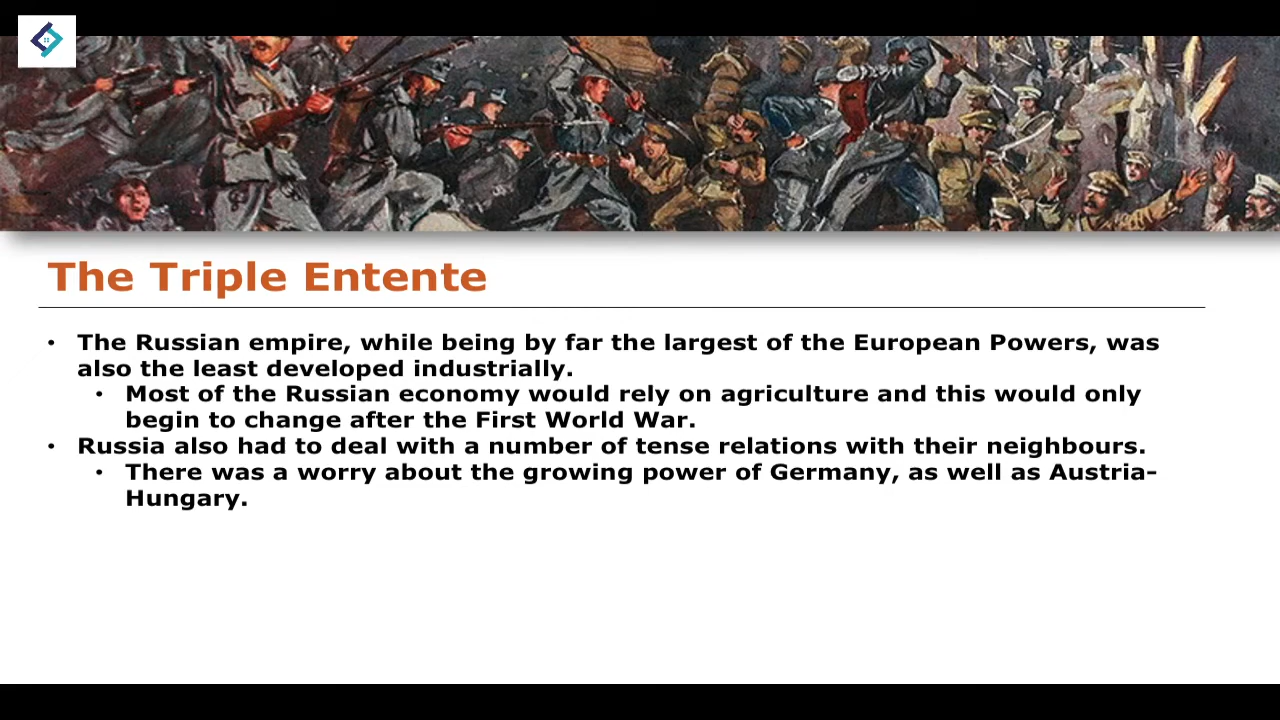 The Triple Entente
• The Russian empire, while being by far the largest of the European Powers, was
also the least developed industrially.
• Most of the Russian economy would rely on agriculture and this would only
begin to change after the First World War.
• Russia also had to deal with a number of tense relations with their neighbours.
• There was a worry about the growing power of Germany, as well as Austria-
Hungary.